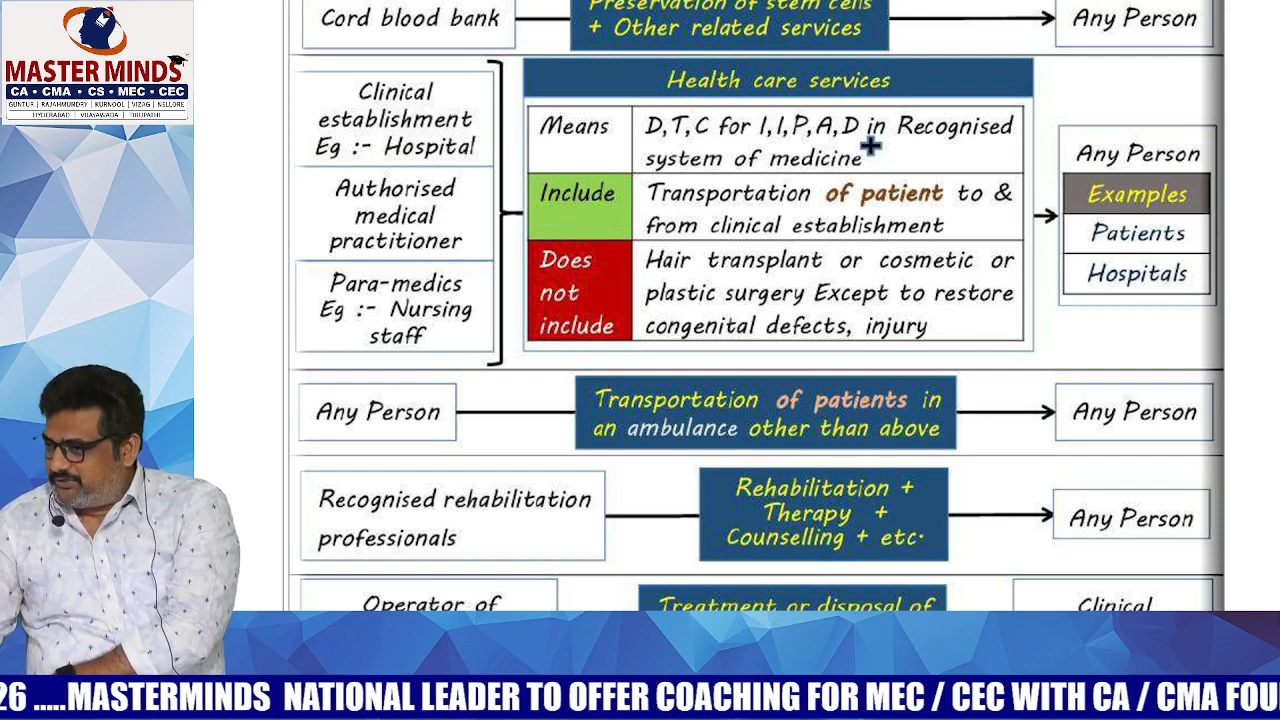 MASTER MINDS
CA • CMA • CS • MEC • CEC
GUNTUR | RAJAHMUNDRY | KURNOOL | VIZAG | NELLORE
HYDERABAD | VIJAYAWADA | TIRUPATHI
Cord blood bank
Preservation of stem cells
+ Other related services
Any Person
Clinical
establishment
Eg :- Hospital
Authorised
medical
practitioner
Para-medics
Eg :- Nursing
staff
Health care services
Means
D,T,C for I,I,P,A,D in Recognised
system of medicine
Include
Transportation of patient to &
from clinical establishment
Does
not
include
Hair transplant or cosmetic or
plastic surgery Except to restore
congenital defects, injury
Any Person
Examples
Patients
Hospitals
Any Person
Transportation of patients in
an ambulance other than above
Any Person
Recognised rehabilitation
professionals
Rehabilitation +
Therapy +
Counselling + etc.
Any Person
Operator of
Treatment or disposal of
Clinical
26 .....MASTERMINDS NATIONAL LEADER TO OFFER COACHING FOR MEC / CEC WITH CA / CMA FOU